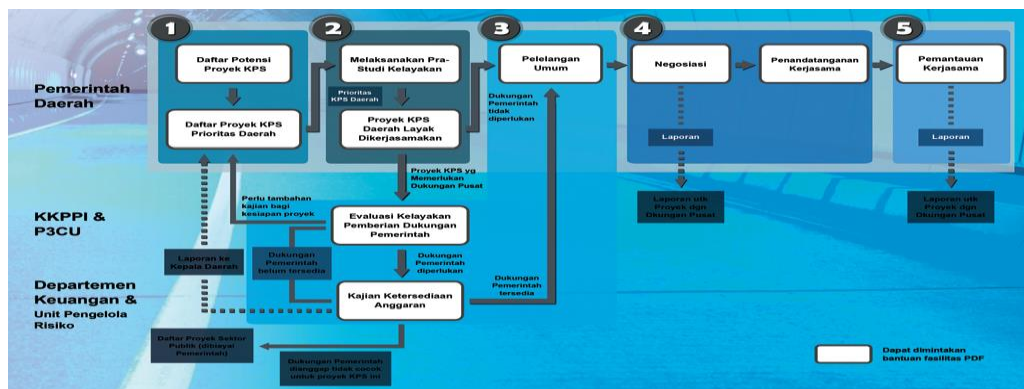 1
2
3
4
5
Pemerintah
Daerah
Daftar Potensi
Proyek KPS
Daftar Proyek KPS
Prioritas Daerah
Melaksanakan Pra-
Studi Kelayakan
Prioritas
KPS Daerah
Proyek KPS
Daerah Layak
Dikerjasamakan
Pelelangan
Umum
Dukungan
Pemerintah
tidak
diperlukan
Negosiasi
Penandatanganan
Kerjasama
Pemantauan
Kerjasama
Laporan
Laporan
Laporan utk
Proyek dgn
Dkungan Pusat
Laporan utk
Proyek dgn
Dkungan Pusat
Proyek KPS yg
Memerlukan
Dukungan Pusat
Perlu tambahan
kajian bagi
kesiapan proyek
KKPPI &
P3CU
Evaluasi Kelayakan
Pemberian Dukungan
Pemerintah
Laporan ke
Kepala Daerah
Dukungan
Pemerintah
belum tersedia
Dukungan
Pemerintah
diperlukan
Dukungan
Pemerintah
tersedia
Departemen
Keuangan &
Unit Pengelola
Risiko
Kajian Ketersediaan
Anggaran
Daftar Proyek Sektor
Publik (dibiayai
Pemerintah)
Dukungan Pemerintah
dianggap tidak cocok
untuk proyek KPS ini
Dapat dimintakan
bantuan fasilitas PDF